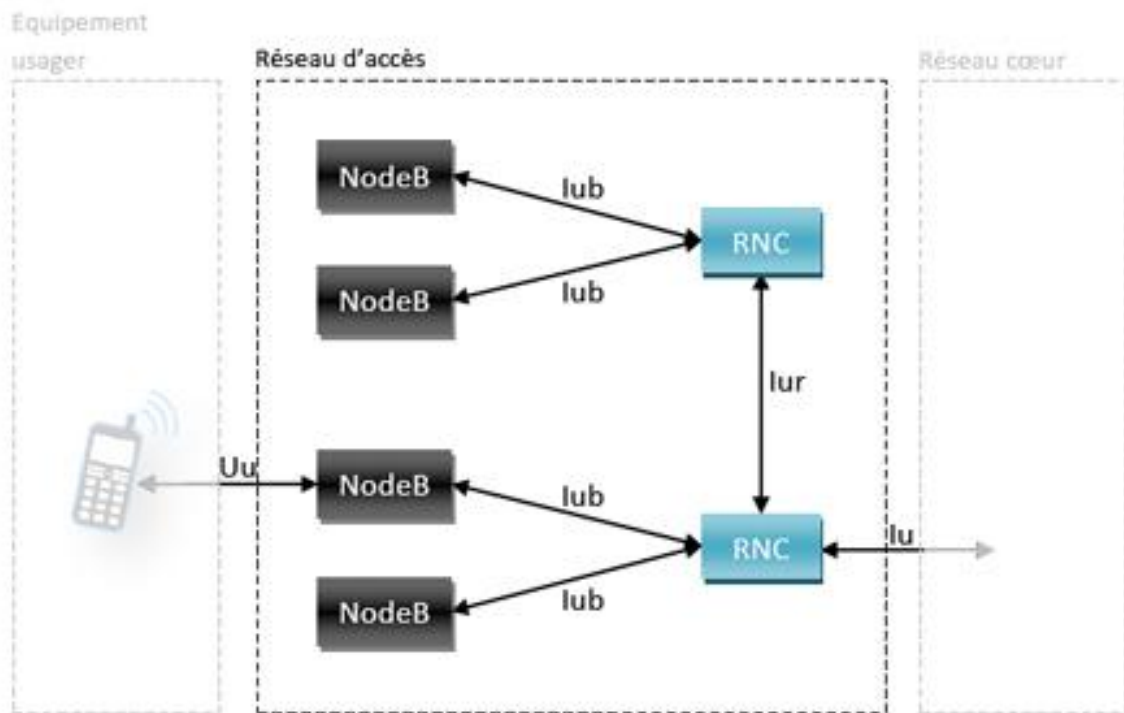 Equipement
usager
Réseau d'accès
Réseau cœur
NodeB
Iub
RNC
NodeB
Iub
Iur
Uu
NodeB
Iub
RNC
Iu
NodeB
Iub